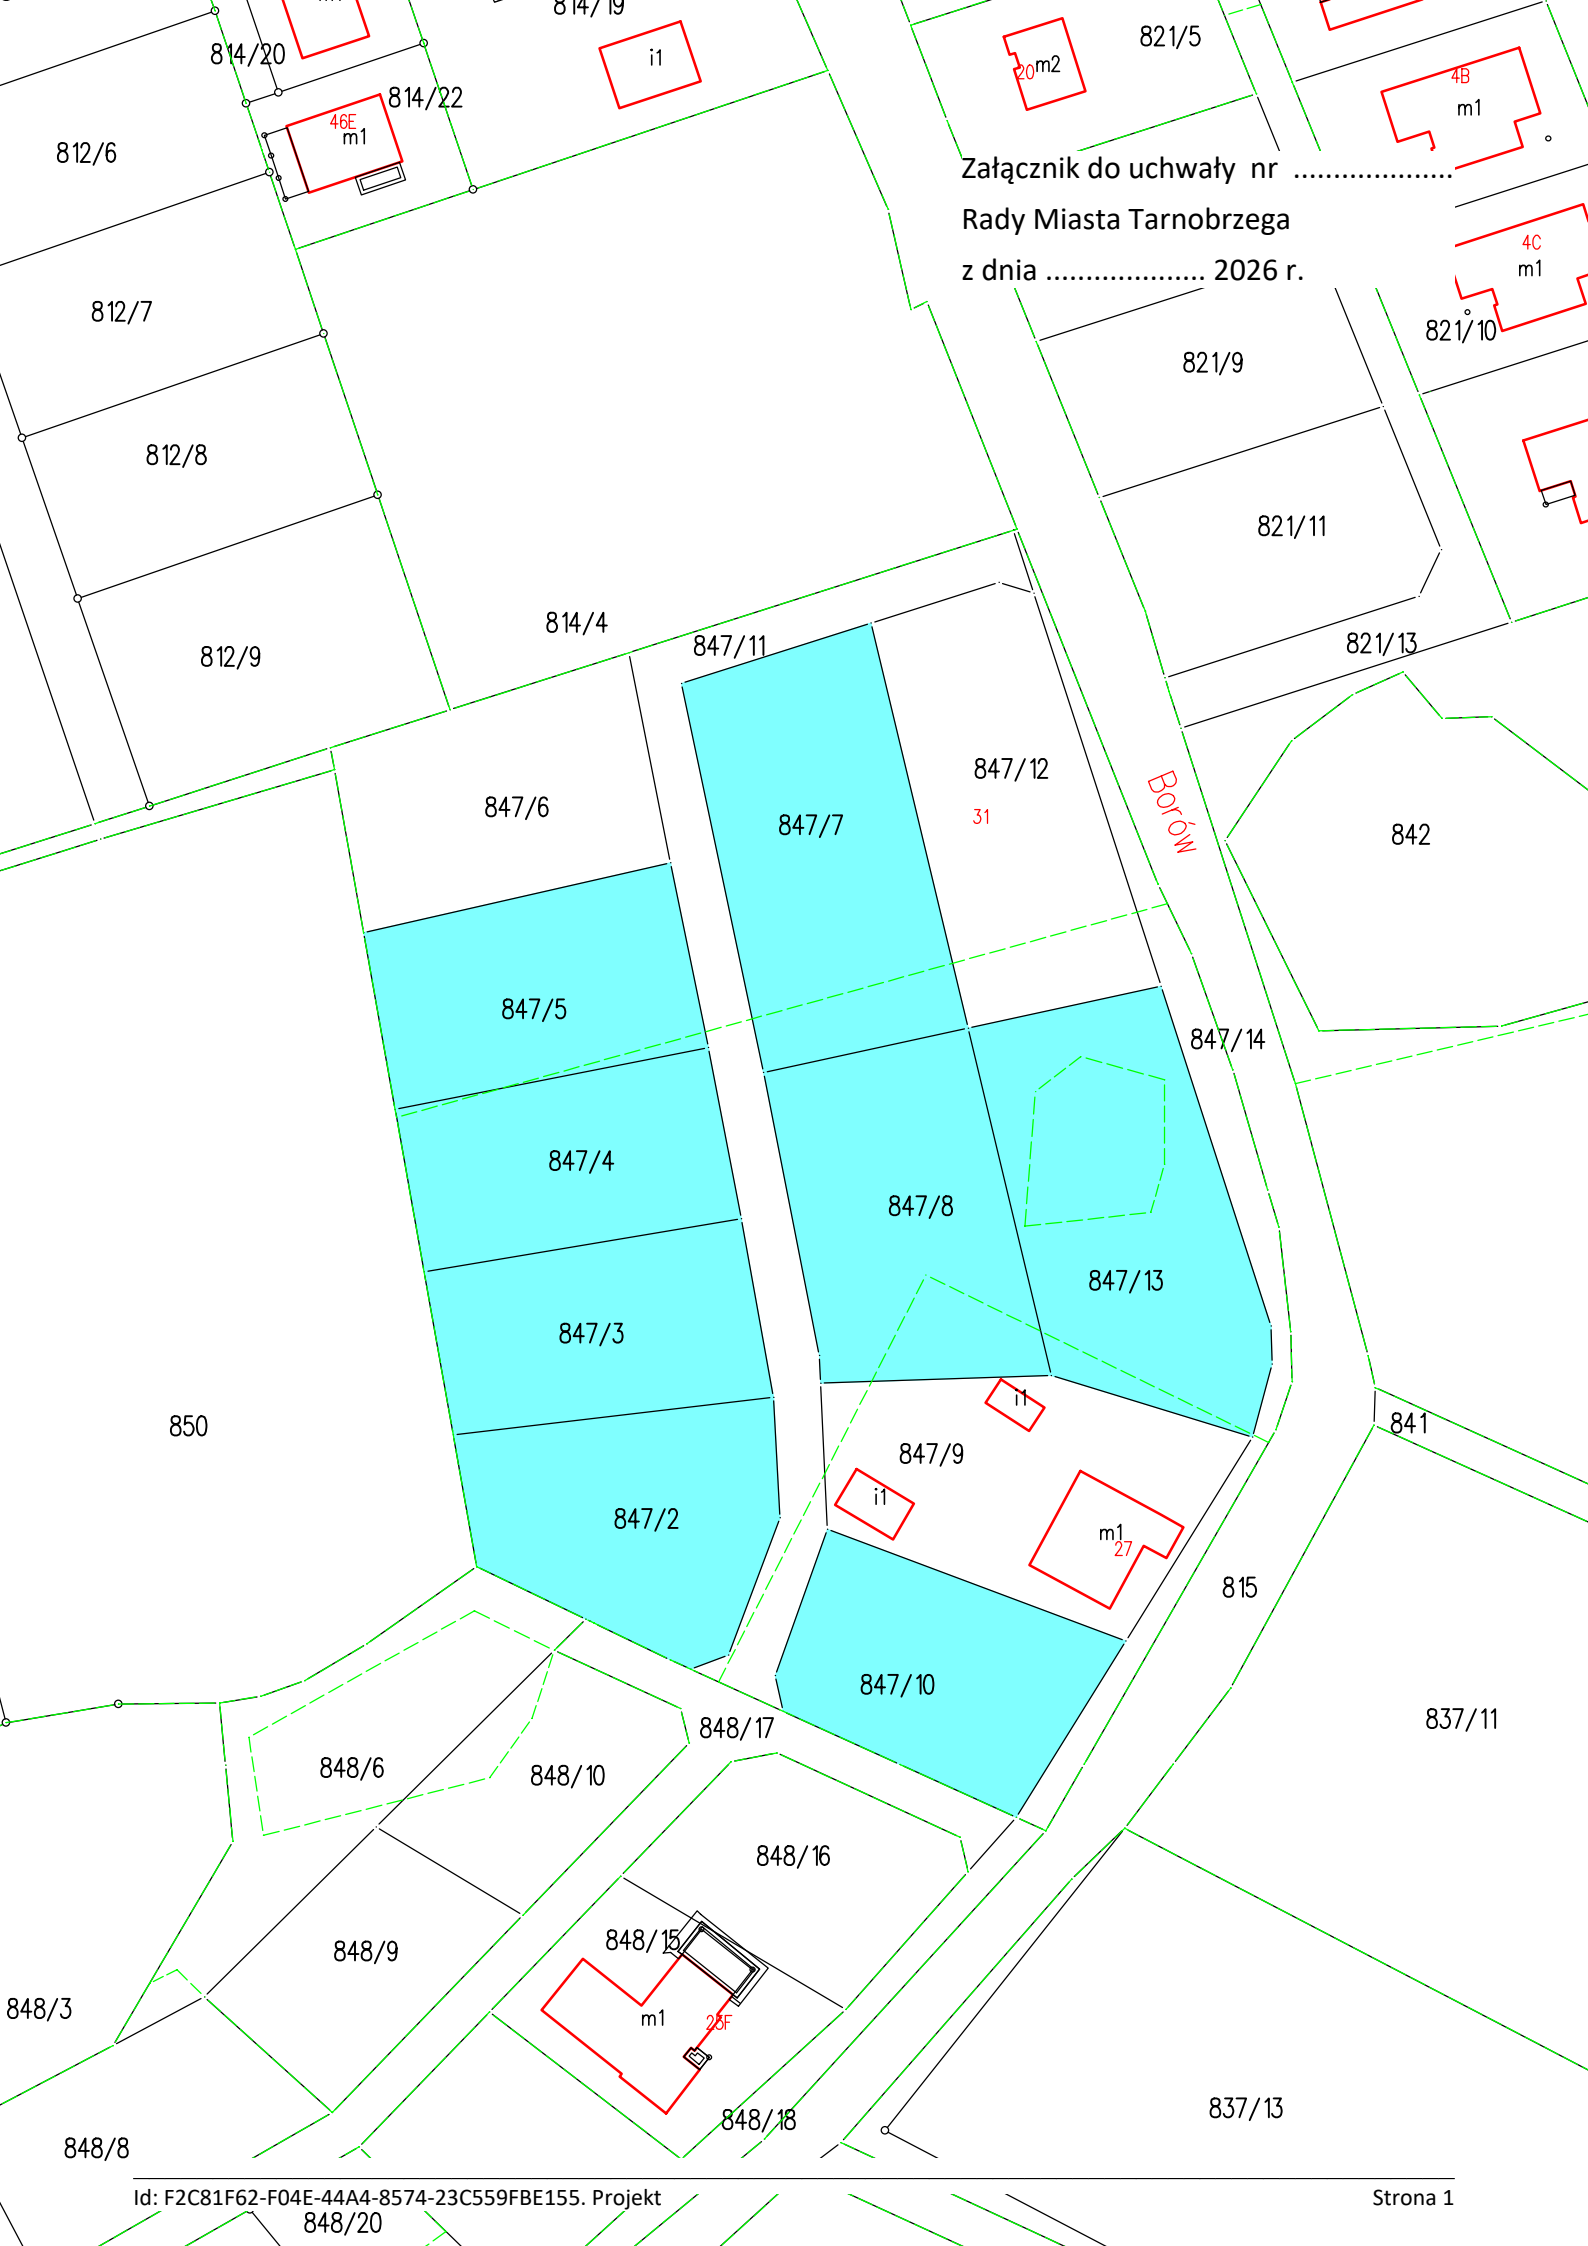 814/19
814/20
i1
821/5
20
m2
4B
m1
814/22
46E
m1
812/6
Załącznik do uchwały nr ....................
Rady Miasta Tarnobrzega
z dnia .................... 2026 r.
4C
m1
812/7
821/10
821/9
812/8
821/11
814/4
847/11
821/13
812/9
847/12
847/6
31
847/7
Borów
842
847/5
847/14
847/4
847/8
847/13
847/3
i1
841
850
847/9
i1
847/2
m1
27
815
847/10
837/11
848/17
848/6
848/10
848/16
848/15
848/9
848/3
m1
25F
837/13
848/18
848/8
Id: F2C81F62-F04E-44A4-8574-23C559FBE155. Projekt
Strona 1
848/20